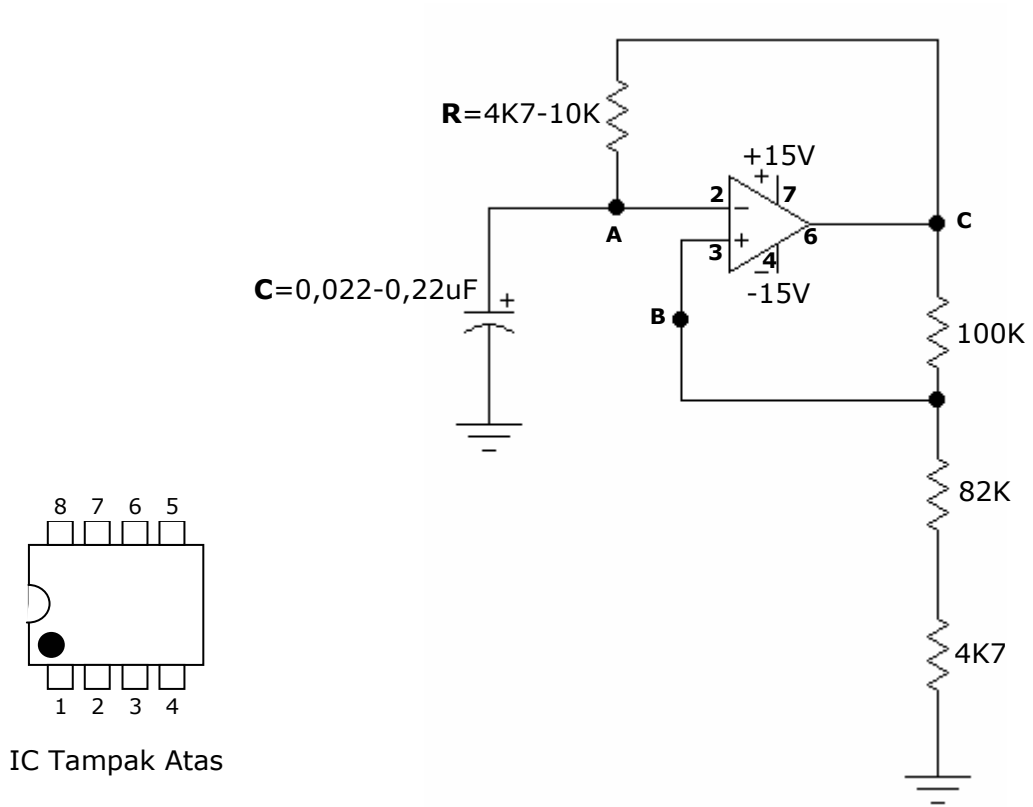 R=4K7-10K
+15V
+
7
2
−
A
C
3
+
6
4
−
-15V
C=0,022-0,22uF
+
B
100K
82K
4K7
8 7 6 5
1 2 3 4
IC Tampak Atas